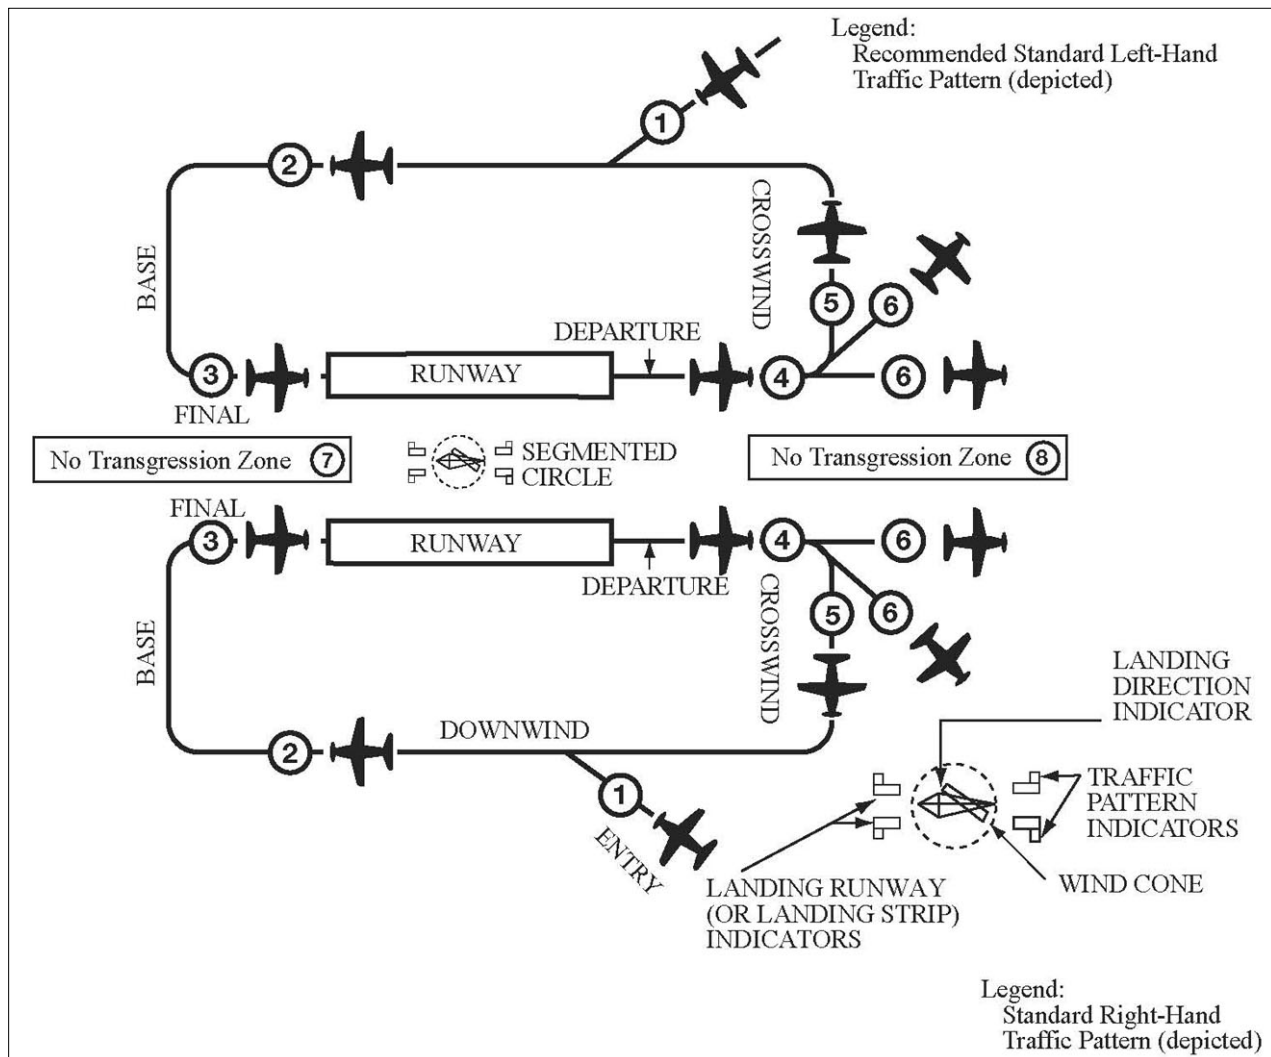 Legend:
Recommended Standard Left-Hand
Traffic Pattern (depicted)
1
2
CROSSWIND
BASE
5
6
DEPARTURE
3
RUNWAY
4
6
FINAL
No Transgression Zone 7
SEGMENTED
CIRCLE
No Transgression Zone 8
FINAL
3
RUNWAY
4
6
DEPARTURE
BASE
CROSSWIND
5
6
2
DOWNWIND
1
ENTRY
LANDING
DIRECTION
INDICATOR
TRAFFIC
PATTERN
INDICATORS
WIND CONE
LANDING RUNWAY
(OR LANDING STRIP)
INDICATORS
Legend:
Standard Right-Hand
Traffic Pattern (depicted)